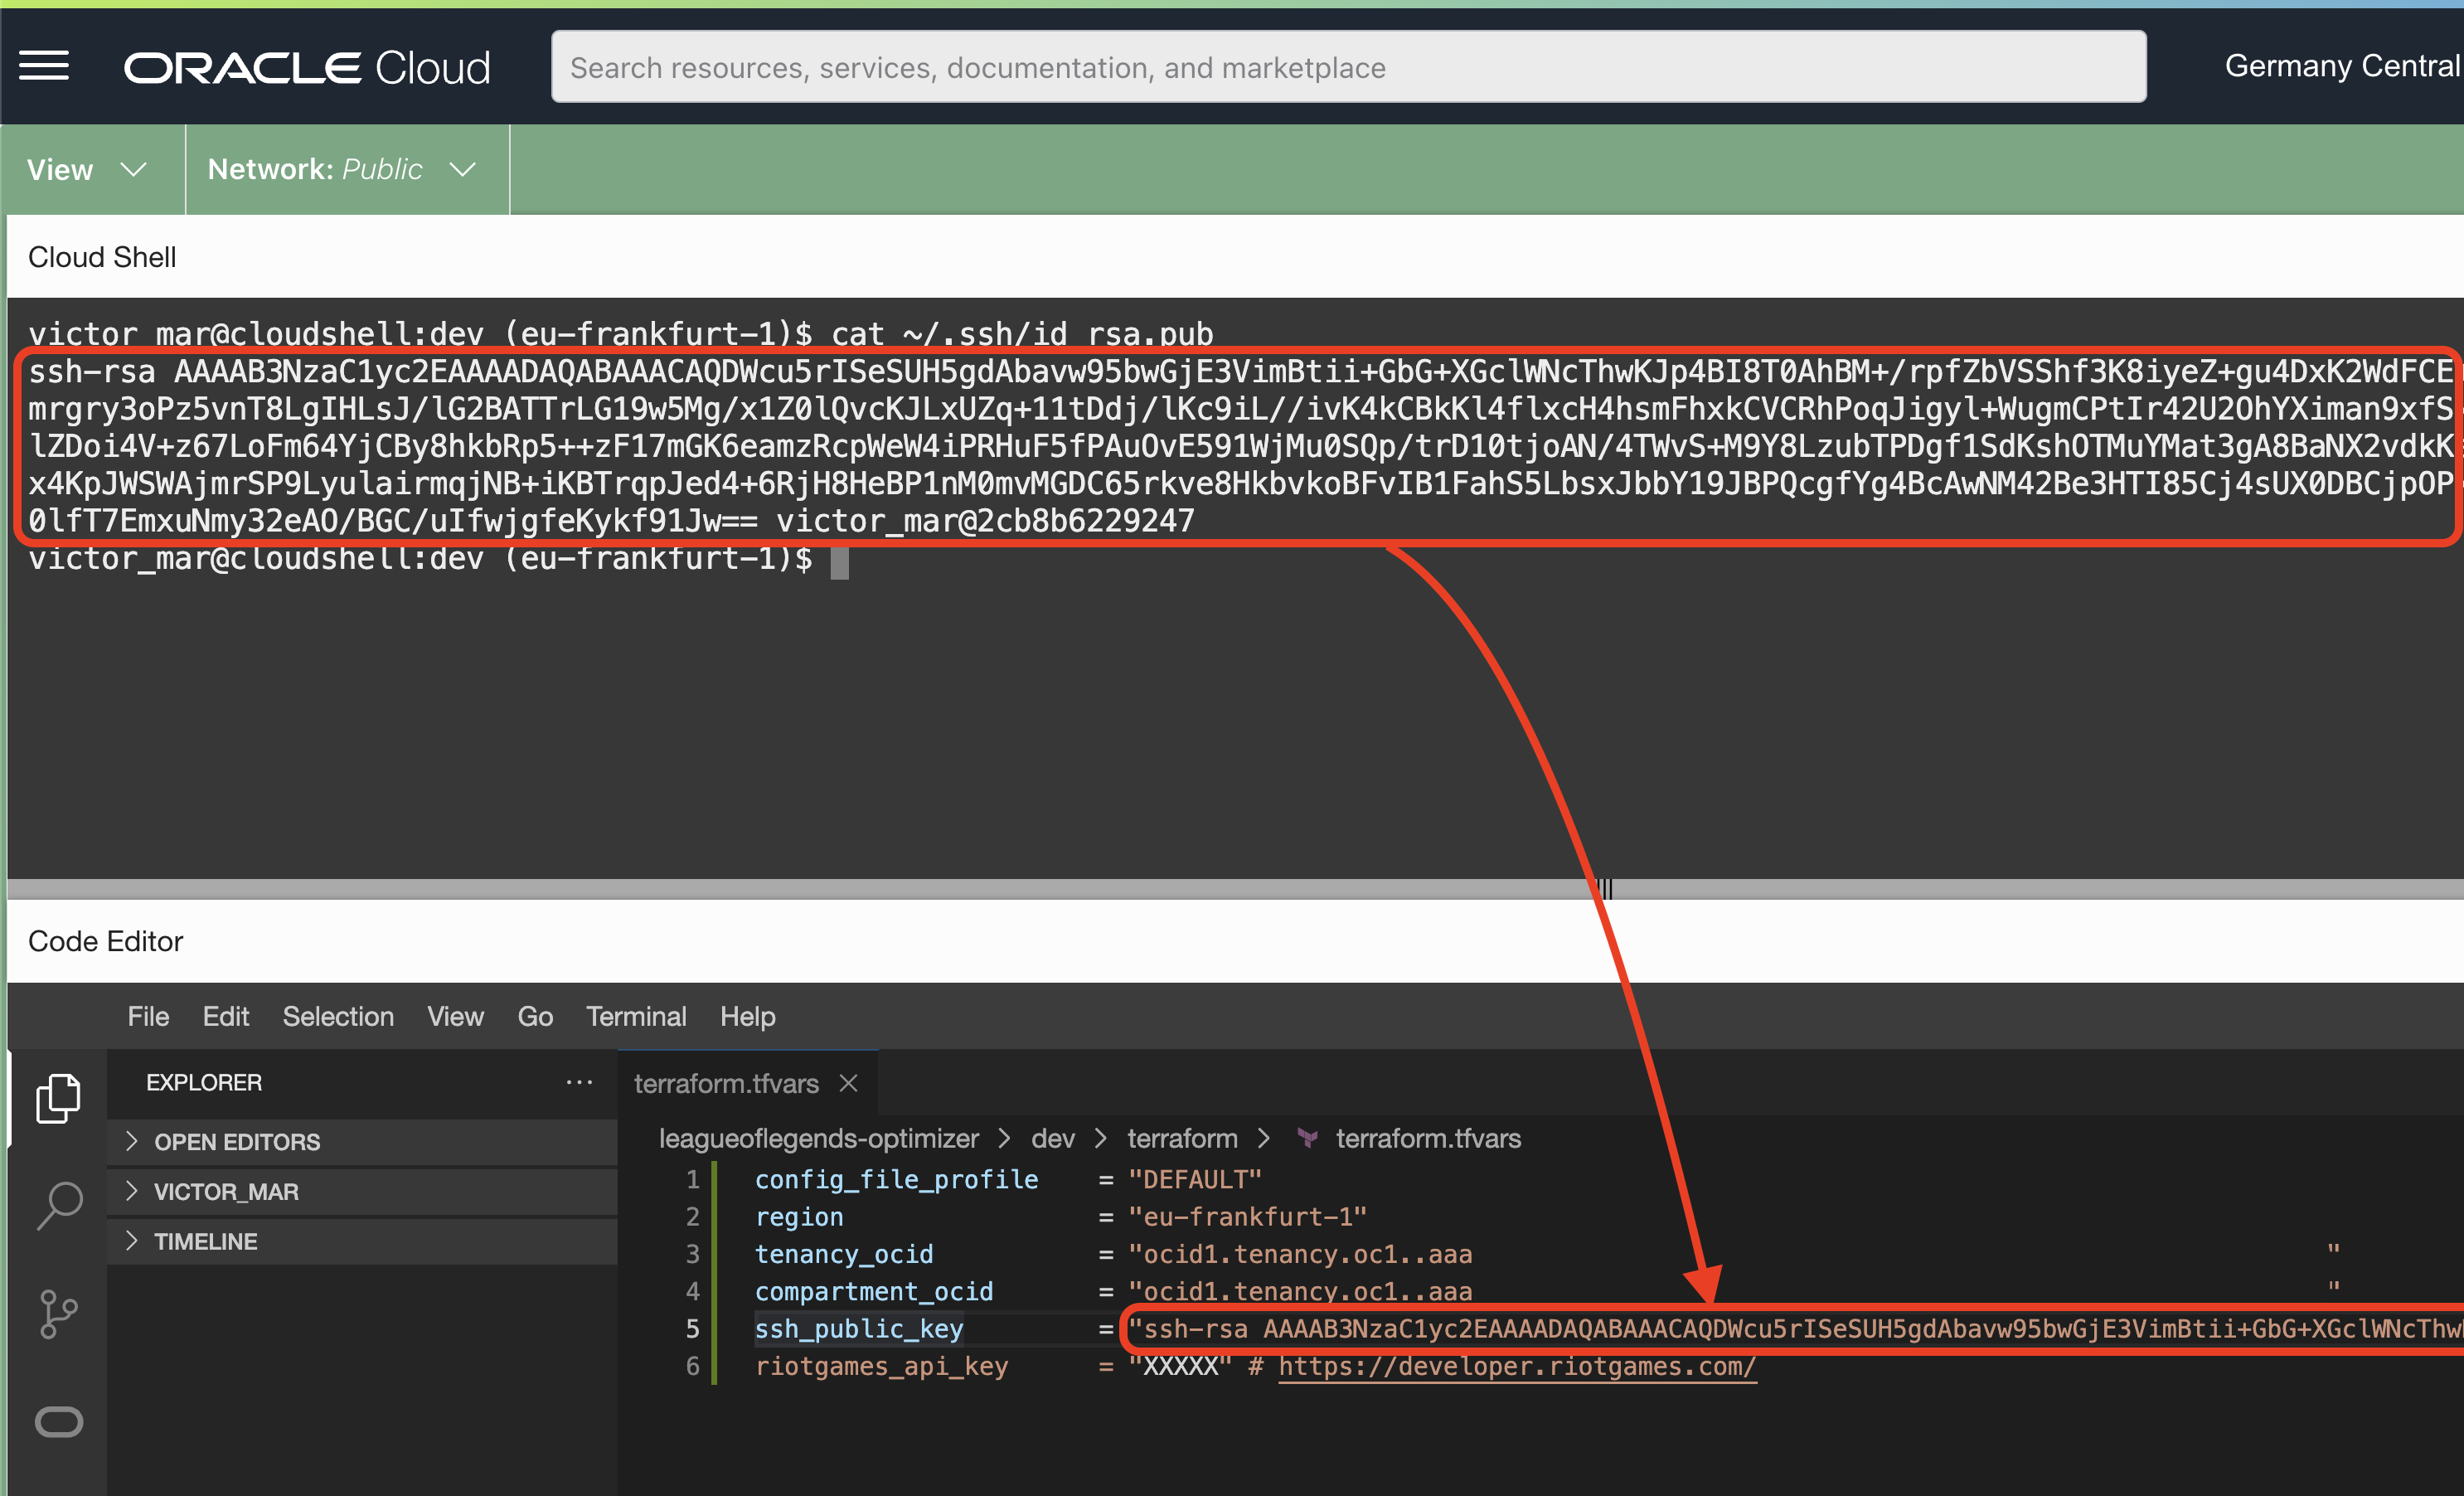 ORACLE Cloud
Search resources, services, documentation, and marketplace
Germany Central
View
Network: Public
Cloud Shell
victor_mar@cloudshell:dev (eu-frankfurt-1)$ cat ~/.ssh/id_rsa.pub
ssh-rsa AAAAB3NzaC1yc2EAAAADAQABAAACAQDWcu5rISeSUH5gdAbavw95bwGjE3VimBtii+GbG+XGclWNcThwKJp4BI8T0AhBM+/rpfZbVSShf3K8iyeZ+gu4DxK2WdFCE
mrgry3oPz5vnT8LgIHLsJ/lG2BATTrLG19w5Mg/x1Z0lQvcKJLxUZq+11tDdj/lKc9iL//ivK4kCBkKl4flxcH4hsmFhxkCVCRhPoqJigyl+WugmCPtIr42U2OhYXiman9xfS
lZDoi4V+z67LoFm64YjCBy8hkbRp5++zF17mGK6eamzRcpWeW4iPRHuF5fPAuOvE591WjMu0SQp/trD10tjoAN/4TWvS+M9Y8LzubTPDgf1SdKshOTMuYMat3gA8BaNX2vdkK
x4KpJWSWAjmrSP9LyulairmqjNB+iKBTrqpJed4+6RjH8HeBP1nM0mvMGDC65rkve8HkbvkoBFvIB1FahS5LbsxJbbY19JBPQcgfYg4BcAwNM42Be3HTI85Cj4sUX0DBCjpOP
0lfT7EmxuNmy32eAO/BGC/uIfwjgfeKykf91Jw== victor_mar@2cb8b6229247
victor_mar@cloudshell:dev (eu-frankfurt-1)$
Code Editor
File Edit Selection View Go Terminal Help
EXPLORER
terraform.tfvars
OPEN EDITORS
VICTOR_MAR
TIMELINE
leagueoflegends-optimizer > dev > terraform > terraform.tfvars
1 config_file_profile = "DEFAULT"
2 region = "eu-frankfurt-1"
3 tenancy_ocid = "ocid1.tenancy.oc1..aaa "
4 compartment_ocid = "ocid1.tenancy.oc1..aaa "
5 ssh_public_key = "ssh-rsa AAAAB3NzaC1yc2EAAAADAQABAAACAQDWcu5rISeSUH5gdAbavw95bwGjE3VimBtii+GbG+XGclWNcThw
6 riotgames_api_key = "XXXXX" # https://developer.riotgames.com/